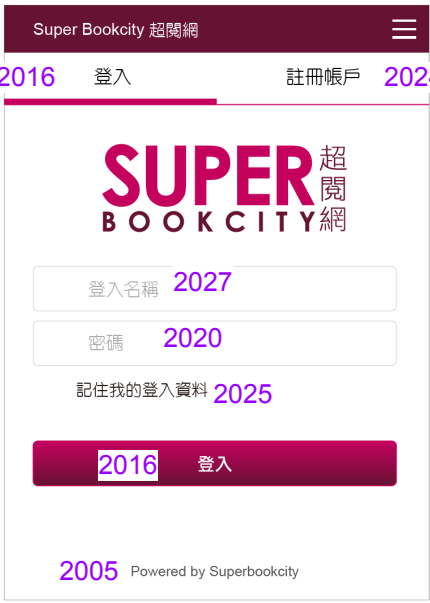 Super Bookcity 超閱網
2016 登入 註冊帳戶
SUPER 超閱網
BOOKCITY
登入名稱 2027
密碼 2020
記住我的登入資料 2025
2016 登入
2005 Powered by Superbookcity